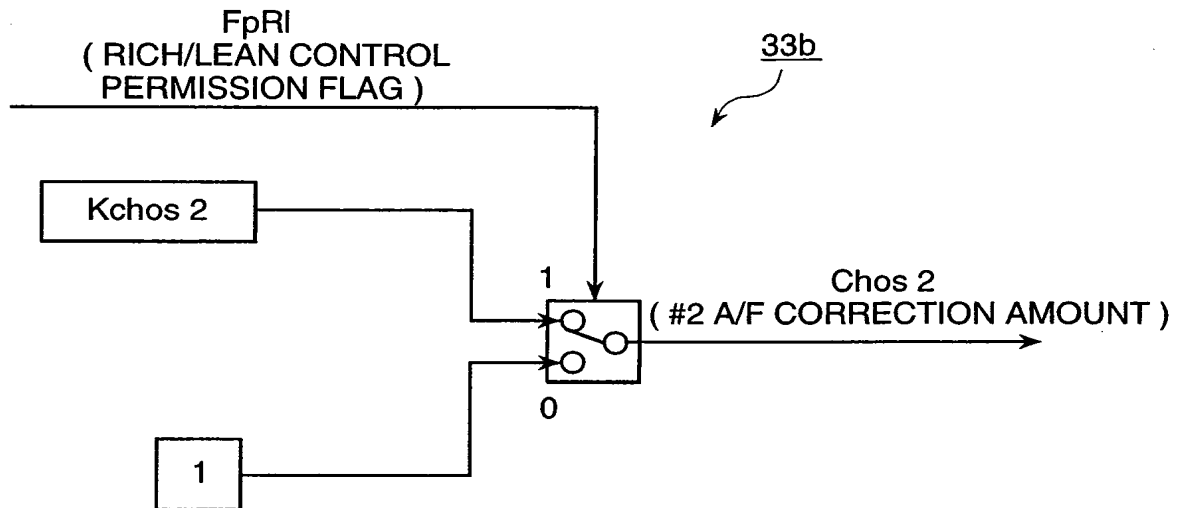 FpRl
( RICH/LEAN CONTROL
PERMISSION FLAG )
33b
Kchos 2
1
Chos 2
( #2 A/F CORRECTION AMOUNT )
0
1